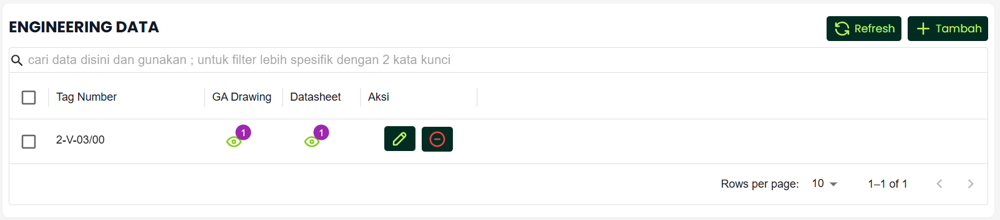 ENGINEERING DATA
Refresh
Tambah
cari data disini dan gunakan ; untuk filter lebih spesifik dengan 2 kata kunci
Tag Number GA Drawing Datasheet Aksi
2-V-03/00 1 1
Rows per page: 10 1–1 of 1